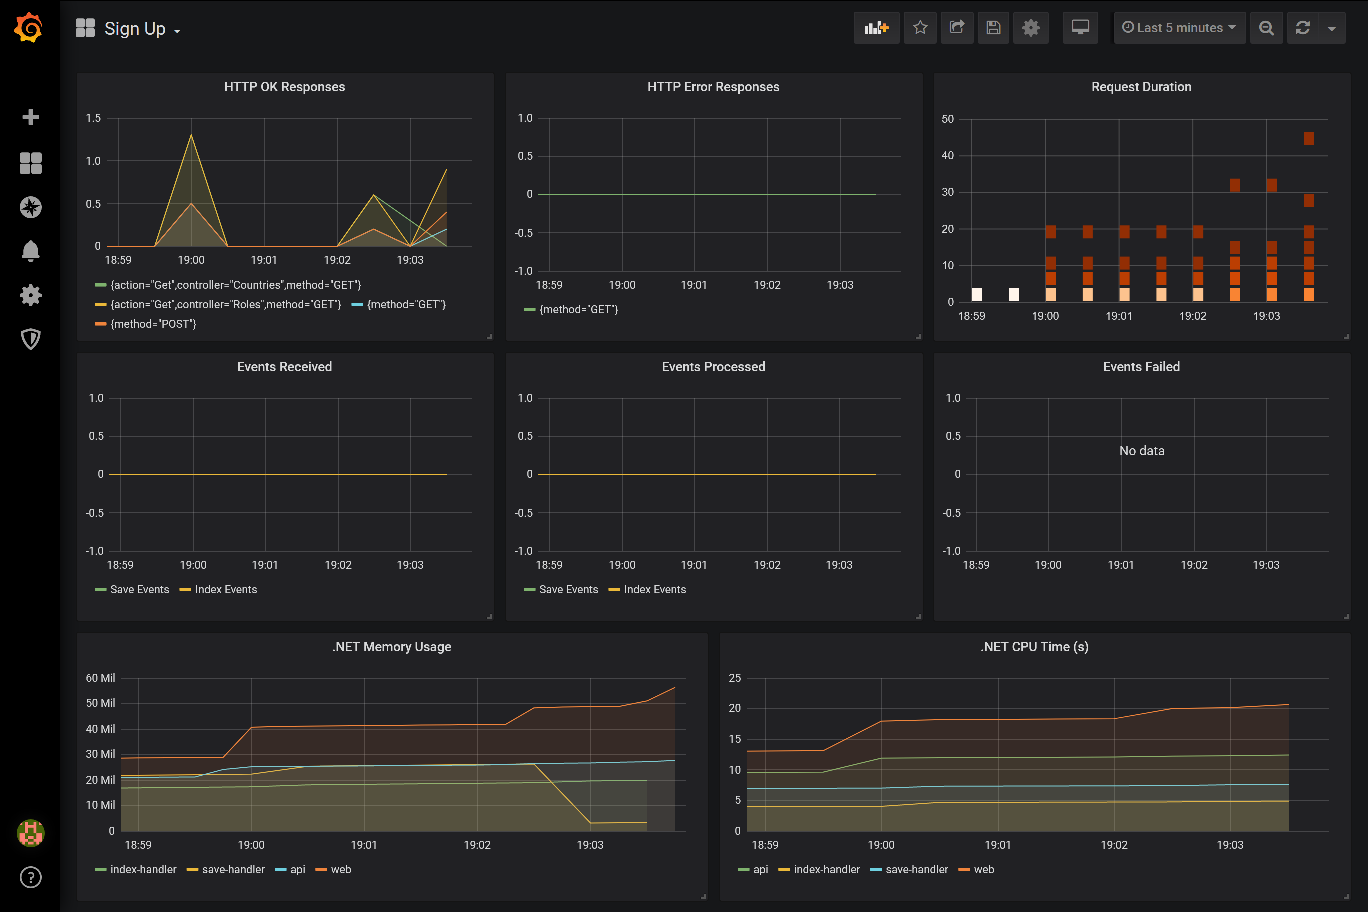 Sign Up
Last 5 minutes
HTTP OK Responses
1.5
1.0
0.5
0
18:59 19:00 19:01 19:02 19:03
{action="Get",controller="Countries",method="GET"}
{action="Get",controller="Roles",method="GET"} {method="GET"}
{method="POST"}
HTTP Error Responses
1.0
0.5
0
-0.5
-1.0
18:59 19:00 19:01 19:02 19:03
{method="GET"}
Request Duration
50
40
30
20
10
0
18:59 19:00 19:01 19:02 19:03
Events Received
1.0
0.5
0
-0.5
-1.0
18:59 19:00 19:01 19:02 19:03
Save Events Index Events
Events Processed
1.0
0.5
0
-0.5
-1.0
18:59 19:00 19:01 19:02 19:03
Save Events Index Events
Events Failed
1.0
0.5
No data
0
-0.5
-1.0
18:59 19:00 19:01 19:02 19:03
.NET Memory Usage
60 Mil
50 Mil
40 Mil
30 Mil
20 Mil
10 Mil
0
18:59 19:00 19:01 19:02 19:03
index-handler save-handler api web
.NET CPU Time (s)
25
20
15
10
5
0
18:59 19:00 19:01 19:02 19:03
api index-handler save-handler web